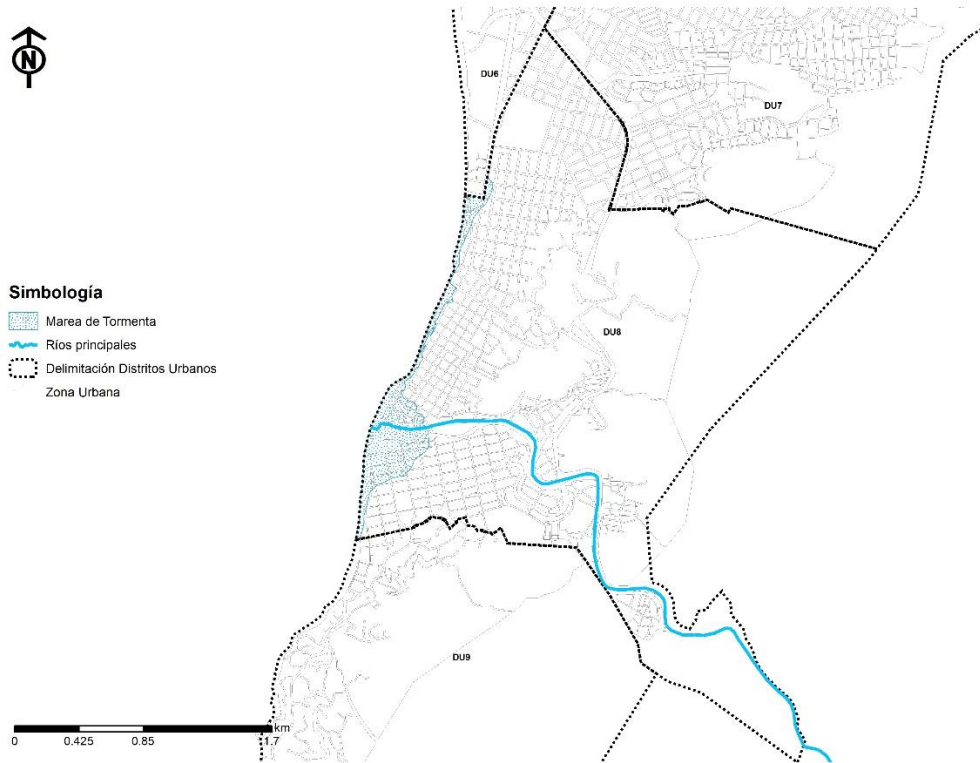 N
DU6
DU7
Simbología
Marea de Tormenta
Ríos principales
Delimitación Distritos Urbanos
Zona Urbana
DU8
DU9
km
0 0.425 0.85 1.7